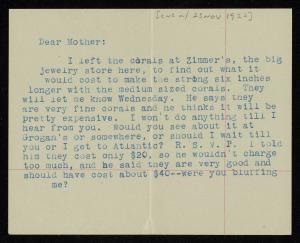 [ENC w/ 25 NOV 1922]
Dear Mother:
I left the corals at Zimmer's, the big
jewelry store here, to find out what it
would cost to make the strang six inches
longer with the medium sized corals. They
will let me know Wednesday. He says they
are very fine corals and he thinks it will be
pretty expensive. I won't do anything till I
hear from you. Would you see about it at
Grogan's or somewhere, or should I wait till
you or I get to Atlantic? R. S. V. P. I told
him they cost only $20, so he wouldn't charge
too much, and he said they are very good and
should have cost about $40--were you bluffing
me?